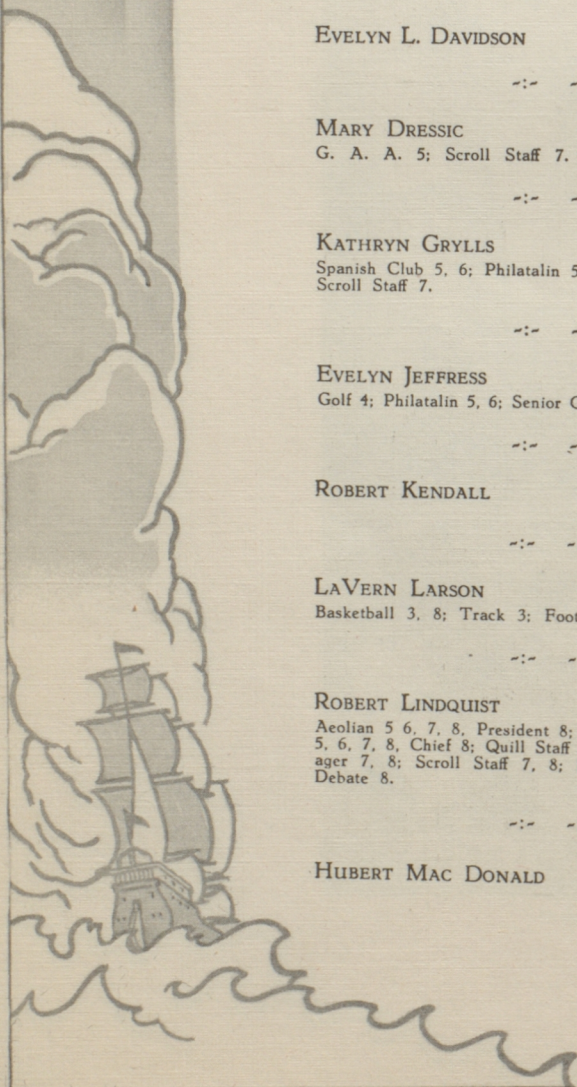 EVELYN L. DAVIDSON
-:- -
MARY DRESSIC
G. A. A. 5; Scroll Staff 7.
-:- -
KATHRYN GRYLLS
Spanish Club 5, 6; Philatalin 5
Scroll Staff 7.
-:- -
EVELYN JEFFRESS
Golf 4; Philatalin 5, 6; Senior
-:- -
ROBERT KENDALL
-:- -
LAVERN LARSON
Basketball 3, 8; Track 3; Foot
-:- -
ROBERT LINDQUIST
Aeolian 5 6, 7, 8, President 8;
5, 6, 7, 8, Chief 8; Quill Staff
ager 7, 8; Scroll Staff 7, 8;
Debate 8.
-:- -
HUBERT MAC DONALD